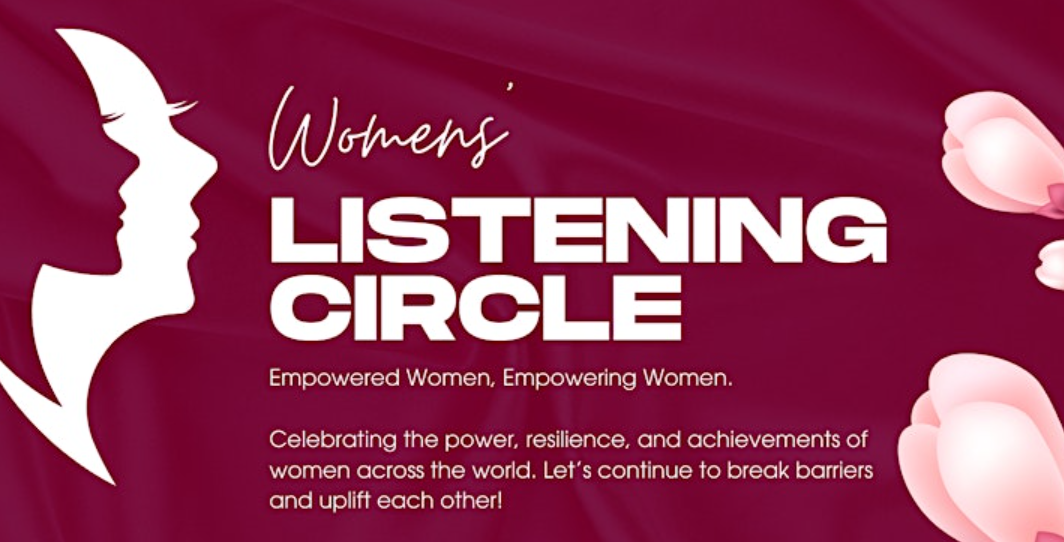 Womens'
LISTENING
CIRCLE
Empowered Women, Empowering Women.
Celebrating the power, resilience, and achievements of
women across the world. Let's continue to break barriers
and uplift each other!